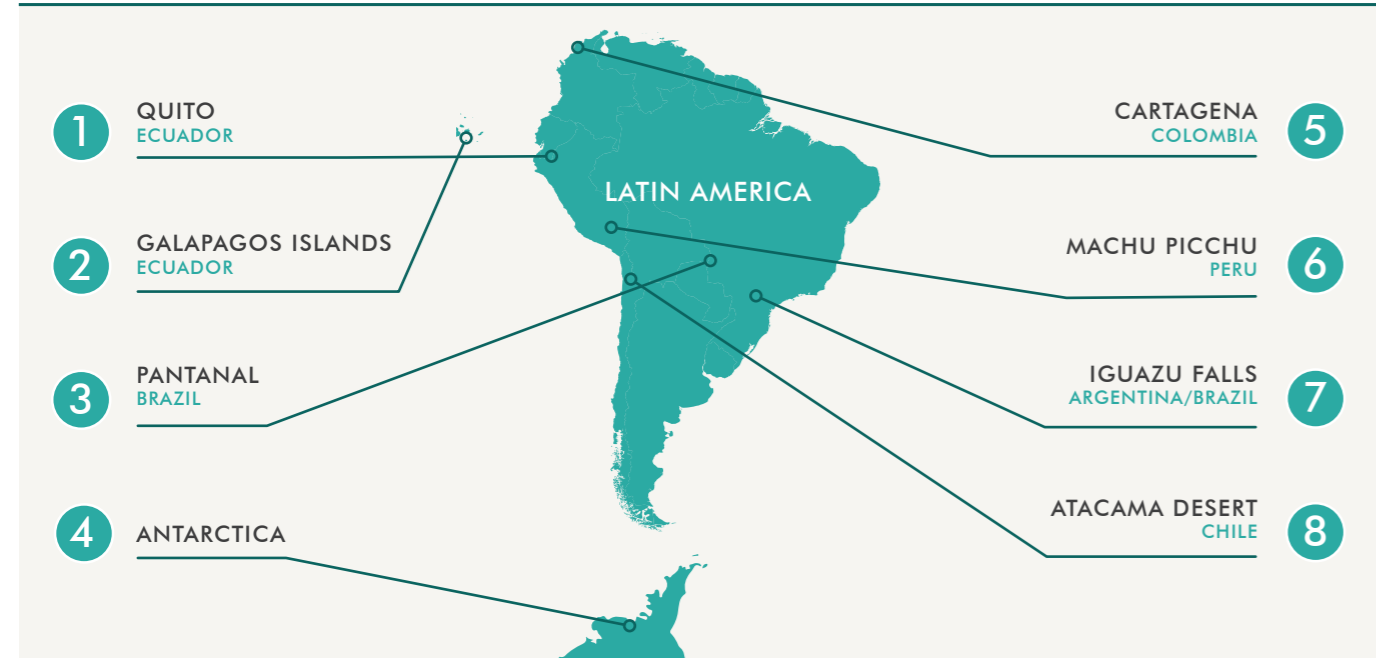 1
QUITO
ECUADOR
2
GALAPAGOS ISLANDS
ECUADOR
3
PANTANAL
BRAZIL
4
ANTARCTICA
LATIN AMERICA
CARTAGENA
COLOMBIA
5
MACHU PICCHU
PERU
6
IGUAZU FALLS
ARGENTINA/BRAZIL
7
ATACAMA DESERT
CHILE
8